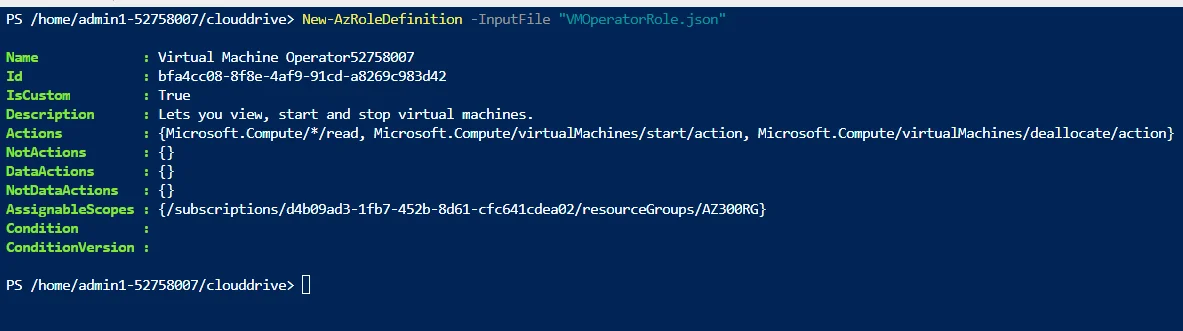 PS /home/admin1-52758007/clouddrive> New-AzRoleDefinition -InputFile "VMOperatorRole.json"
Name : Virtual Machine Operator52758007
Id : bfa4cc08-8f8e-4af9-91cd-a8269c983d42
IsCustom : True
Description : Lets you view, start and stop virtual machines.
Actions : {Microsoft.Compute/*/read, Microsoft.Compute/virtualMachines/start/action, Microsoft.Compute/virtualMachines/deallocate/action}
NotActions : {}
DataActions : {}
NotDataActions : {}
AssignableScopes : {/subscriptions/d4b09ad3-1fb7-452b-8d61-cfc641cdea02/resourceGroups/AZ300RG}
Condition :
ConditionVersion :
PS /home/admin1-52758007/clouddrive>